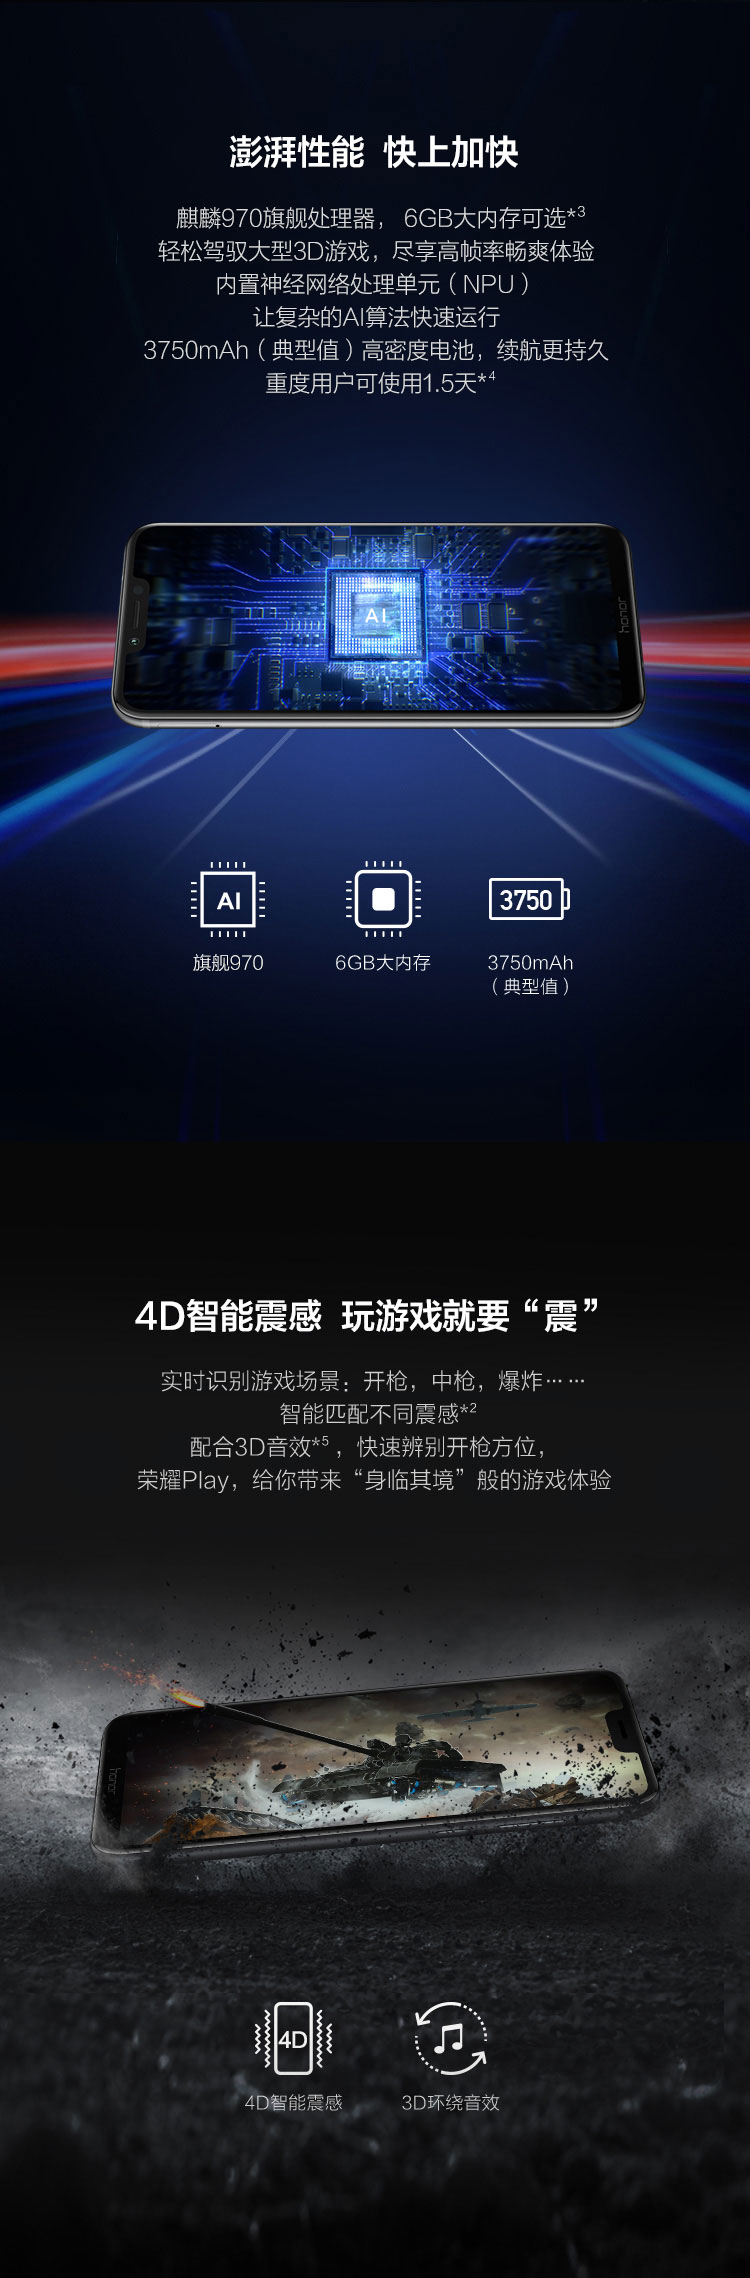 澎湃性能 快上加快
麒麟970旗舰处理器， 6GB大内存可选*3
轻松驾驭大型3D游戏，尽享高帧率畅爽体验
内置神经网络处理单元（NPU）
让复杂的AI算法快速运行
3750mAh（典型值）高密度电池，续航更持久
重度用户可使用1.5天*4
AI
honor
AI
3750
旗舰970
6GB大内存
3750mAh
（典型值）
4D智能震感 玩游戏就要“震”
实时识别游戏场景：开枪，中枪，爆炸……
智能匹配不同震感*2
配合3D音效*5，快速辨别开枪方位，
荣耀Play，给你带来“身临其境”般的游戏体验
honor
4D
4D智能震感
3D环绕音效